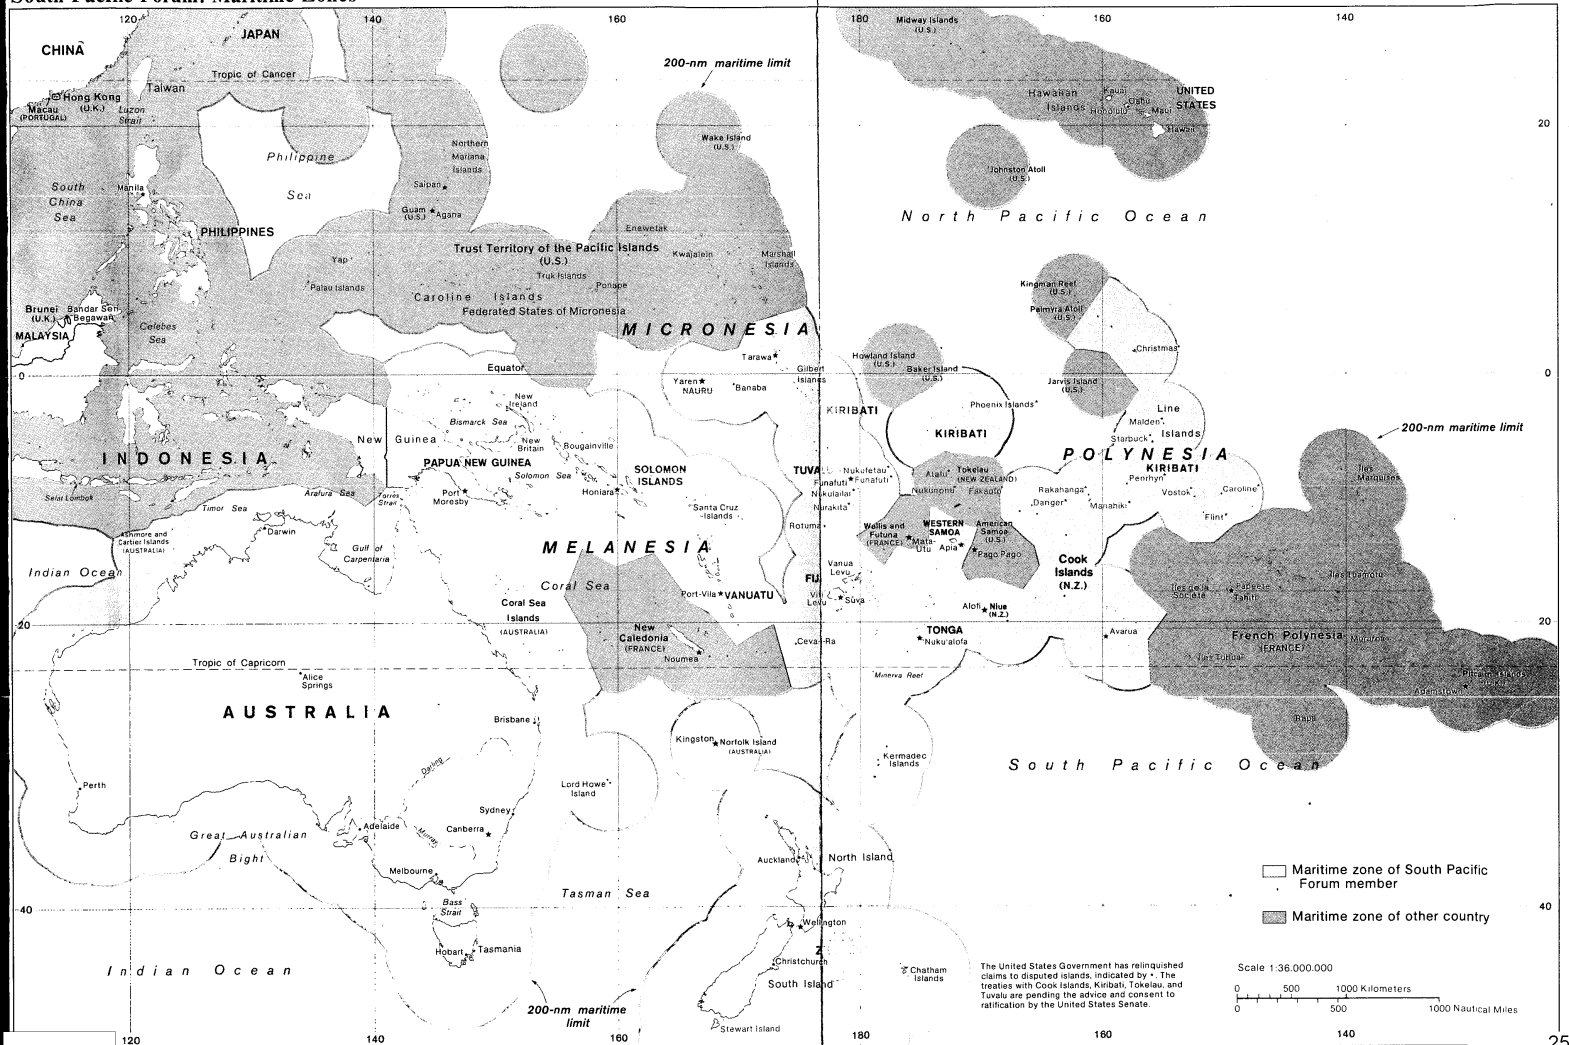 South Pacific Forum: Maritime Zones
120
140
160
180
160
140
CHINA
JAPAN
Tropic of Cancer
Taiwan
Hong Kong
(U.K.)
Macau
(PORTUGAL)
Luzon
Strait
200-nm maritime limit
Midway Islands
(U.S.)
Hawaiian
Islands
Kauai
Oahu
Honolulu
Maui
Hawaii
UNITED
STATES
20
Wake Island
(U.S.)
Johnston Atoll
(U.S.)
Philippine
Sea
Northern
Mariana
Islands
Saipan
Guam
(U.S.)
Agana
South
China
Sea
Manila
PHILIPPINES
North Pacific Ocean
Enewetak
Trust Territory of the Pacific Islands
(U.S.)
Kwajalein
Marshall
Islands
Yap
Palau Islands
Truk Islands
Ponape
Caroline Islands
Federated States of Micronesia
Kingman Reef
(U.S.)
Palmyra Atoll
(U.S.)
Brunei
(U.K.)
Bandar Seri
Begawan
MALAYSIA
Celebes
Sea
MICRONESIA
Christmas
Tarawa
Howland Island
(U.S.)
Baker Island
(U.S.)
Jarvis Island
(U.S.)
Equator
0
0
Gilbert
Islands
Yaren
NAURU
Banaba
KIRIBATI
Phoenix Islands
KIRIBATI
Line
Islands
Malden
Starbuck
New
Ireland
Bismarck Sea
New Guinea
New
Britain
Bougainville
INDONESIA
PAPUA NEW GUINEA
Solomon Sea
SOLOMON
ISLANDS
Honiara
Port
Moresby
POLYNESIA
KIRIBATI
200-nm maritime limit
Îles
Marquises
TUVALU
Nukufetau
Funafuti
Funafuti
Nukulailai
Nurakita
Atafu
Tokelau
(NEW ZEALAND)
Nukunonu
Fakaofo
Rakahanga
Danger
Manahiki
Penrhyn
Vostok
Caroline
Flint
Selat Lombok
Arafura Sea
Torres
Strait
Timor Sea
Santa Cruz
Islands
Rotuma
Darwin
Ashmore and
Cartier Islands
(AUSTRALIA)
Gulf of
Carpentaria
Indian Ocean
MELANESIA
Wallis and
Futuna
(FRANCE)
Mata-
Utu
WESTERN
SAMOA
Apia
American
Samoa
(U.S.)
Pago Pago
Cook
Islands
(N.Z.)
Coral Sea
Coral Sea
Islands
(AUSTRALIA)
Port-Vila
VANUATU
FIJI
Vanua
Levu
Viti
Levu
Suva
Alofi
Niue
(N.Z.)
Îles de la
Société
Papeete
Tahiti
Îles Tuamotu
20
20
New
Caledonia
(FRANCE)
Noumea
Ceva-i-Ra
TONGA
Nuku'alofa
Avarua
French Polynesia
(FRANCE)
Mururoa
Îles Tubuai
Tropic of Capricorn
Alice
Springs
Minerva Reef
Pitcairn Islands
Adamstown
AUSTRALIA
Brisbane
Kingston
Norfolk Island
(AUSTRALIA)
Rapa
Kermadec
Islands
South Pacific Ocean
Perth
Darling
Lord Howe
Island
Sydney
Great Australian
Bight
Adelaide
Murray
Canberra
Auckland
North Island
Melbourne
Tasman Sea
Bass
Strait
Maritime zone of South Pacific
Forum member
Maritime zone of other country
40
40
Hobart
Tasmania
Wellington
Z
Christchurch
South Island
Chatham
Islands
Stewart Island
Indian Ocean
200-nm maritime
limit
The United States Government has relinquished
claims to disputed islands, indicated by *. The
treaties with Cook Islands, Kiribati, Tokelau, and
Tuvalu are pending the advice and consent to
ratification by the United States Senate.
Scale 1:36,000,000
0 500 1000 Kilometers
0 500 1000 Nautical Miles
120
140
160
180
160
140
25